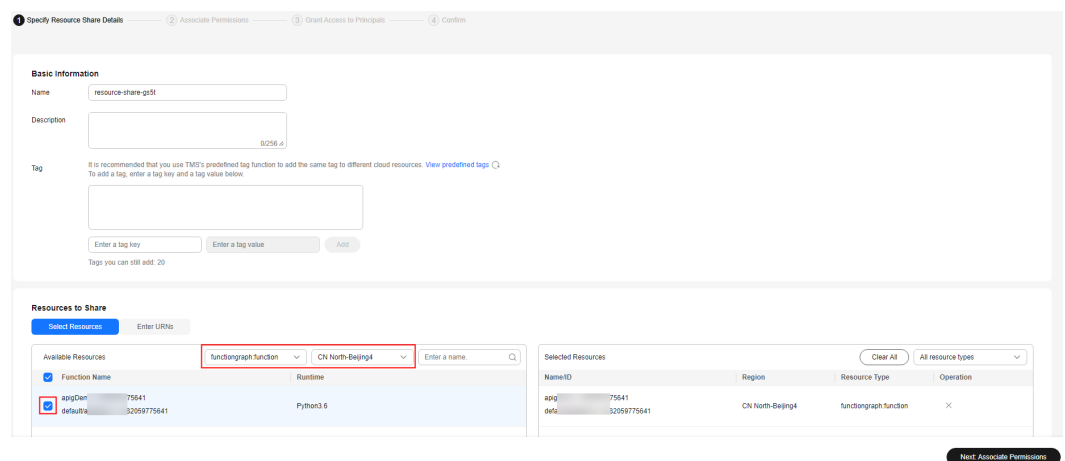 1 Specify Resource Share Details 2 Associate Permissions 3 Grant Access to Principals 4 Confirm
Basic Information
Name resource-share-gs5t
Description
0/256
Tag It is recommended that you use TMS's predefined tag function to add the same tag to different cloud resources. View predefined tags
To add a tag, enter a tag key and a tag value below.
Enter a tag key Enter a tag value Add
Tags you can still add: 20
Resources to Share
Select Resources Enter URNs
Available Resources functiongraph:function CN North-Beijing4 Enter a name. Selected Resources Clear All All resource types
Function Name Runtime Name/ID Region Resource Type Operation
apigDem 75641 apig 75641
default/a 32059775641 Python3.6 defa 32059775641 CN North-Beijing4 functiongraph:function
Next: Associate Permissions